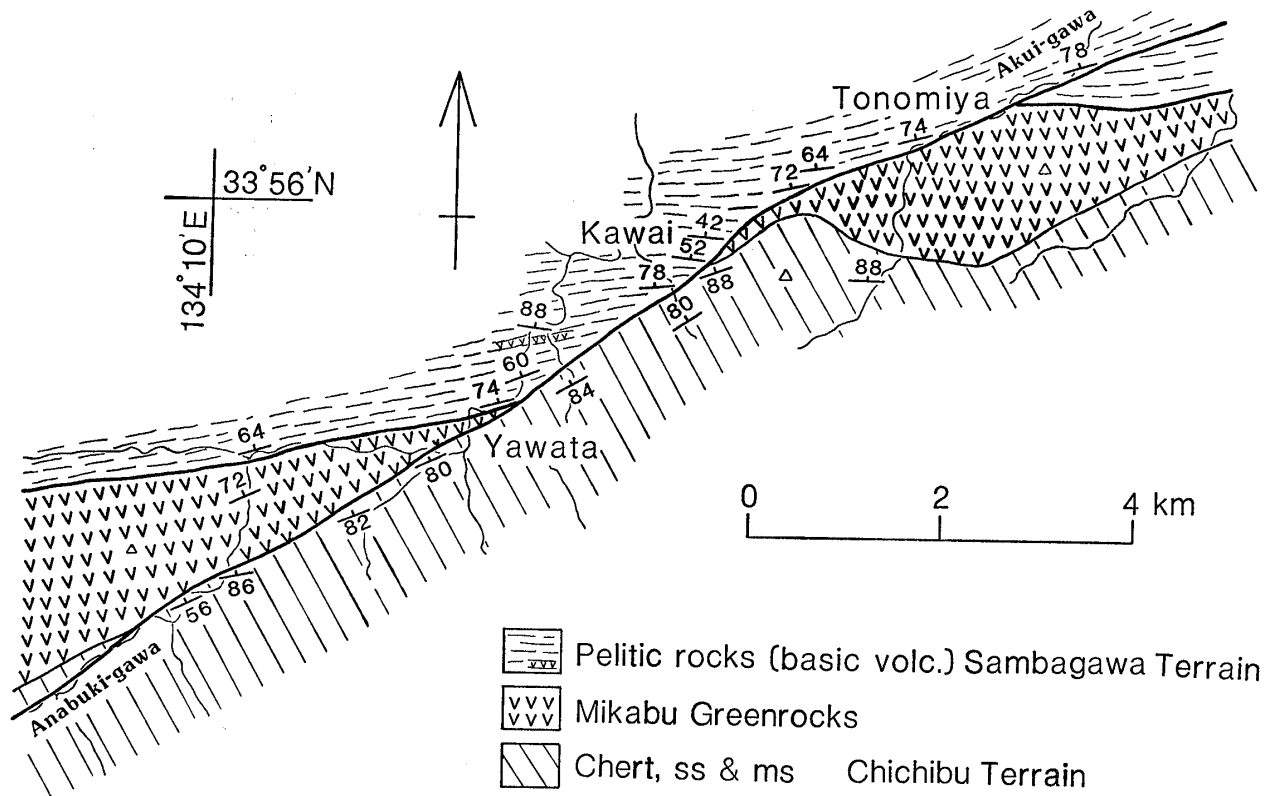 Akui-gawa
78
Tonomiya
74
64
72
33°56'N
134°10'E
42
Kawai
52
78
88
88
80
88
60
84
74
Yawata
64
80
72
82
86
56
0 2 4 km
Anabuki-gawa
Pelitic rocks (basic volc.) Sambagawa Terrain
Mikabu Greenrocks
Chert, ss & ms Chichibu Terrain